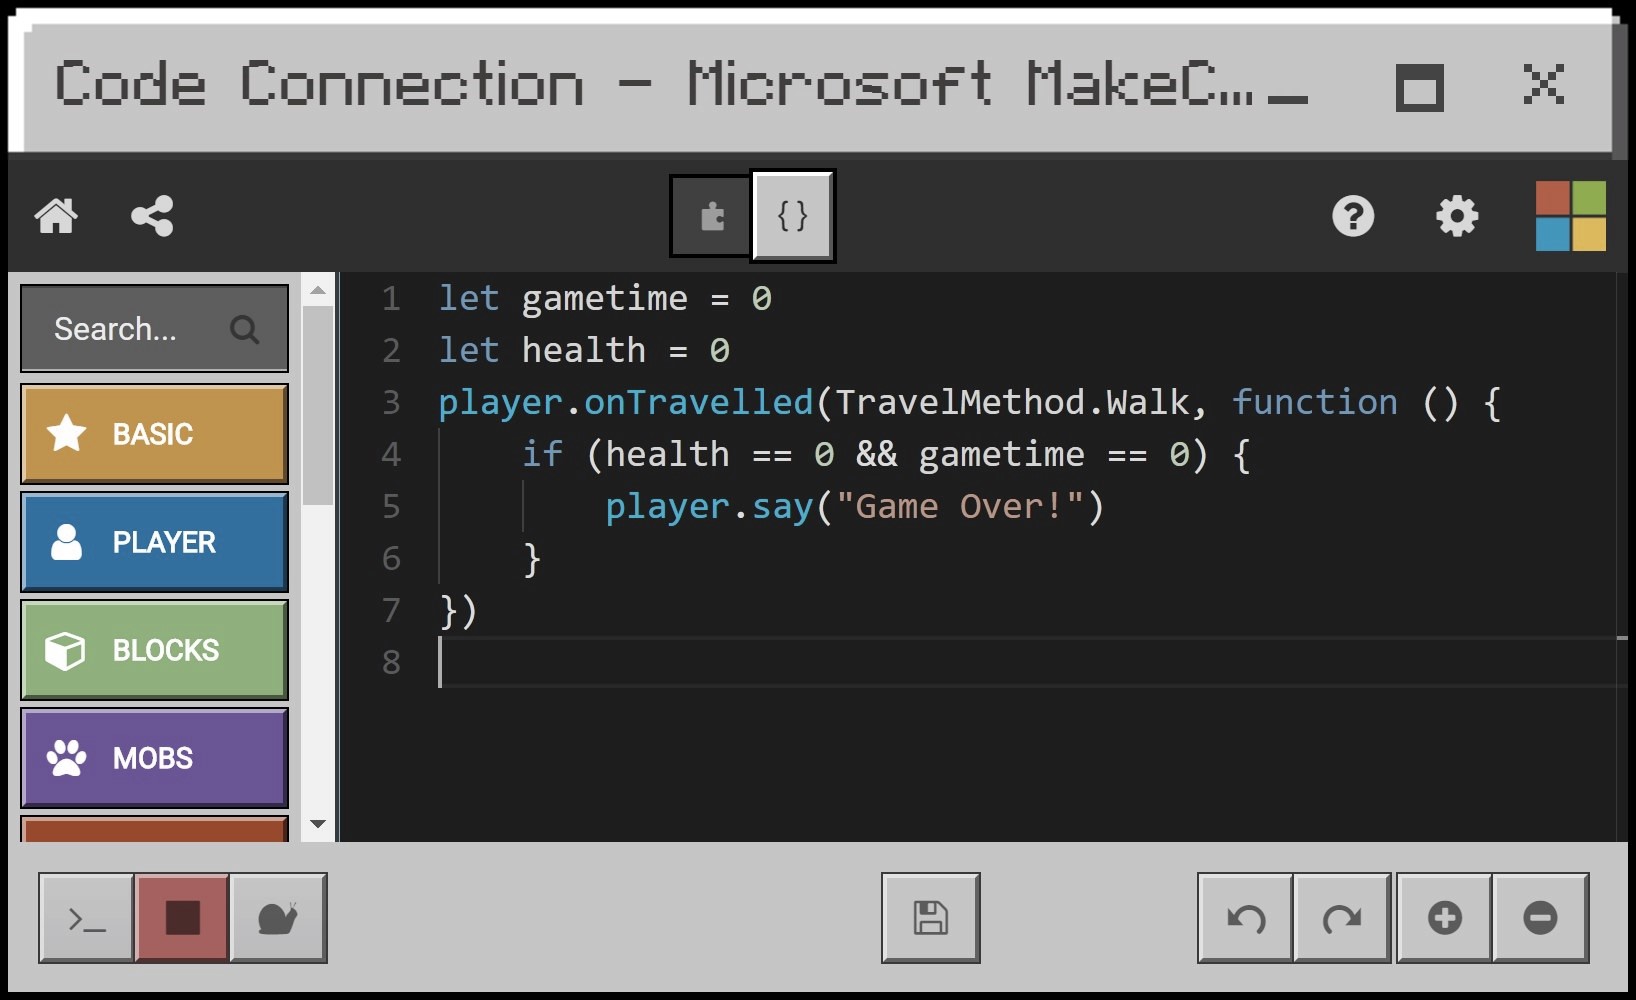 Code Connection - Microsoft MakeC...
{}
Search...
BASIC
PLAYER
BLOCKS
MOBS
1 let gametime = 0
2 let health = 0
3 player.onTravelled(TravelMethod.Walk, function () {
4     if (health == 0 && gametime == 0) {
5         player.say("Game Over!")
6     }
7 })
8